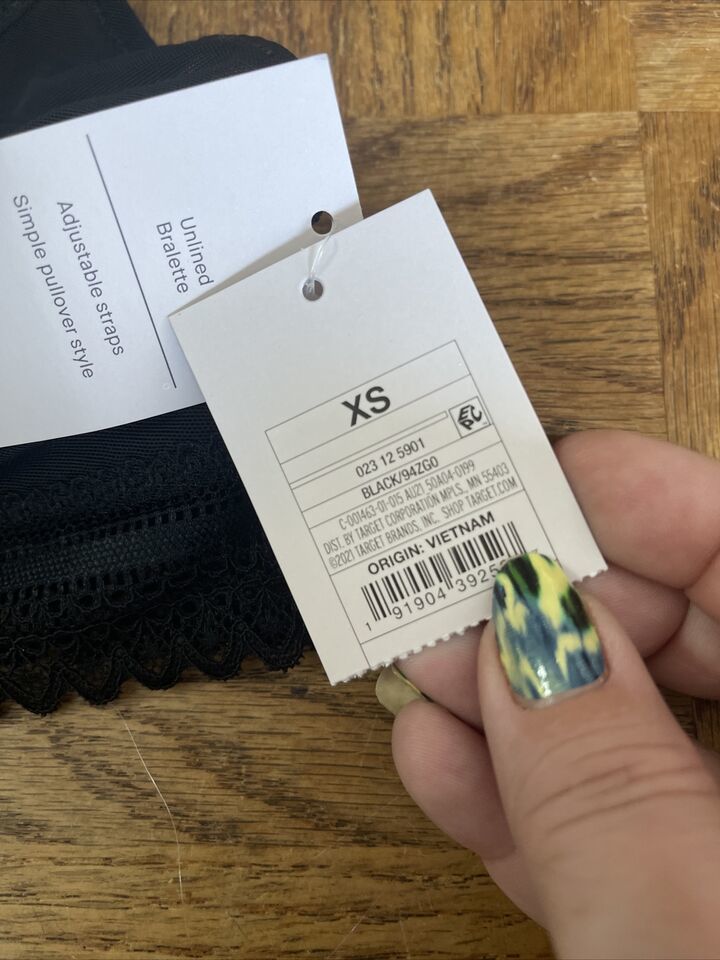 Unlined
Bralette
Adjustable straps
Simple pullover style
XS
EPC
023 12 5901
BLACK/94ZG0
C-001463-01-015 AU21 50A04-0199
DIST. BY TARGET CORPORATION MPLS, MN 55403
©2021 TARGET BRANDS, INC. SHOP TARGET.COM
ORIGIN: VIETNAM
1 91904 3925